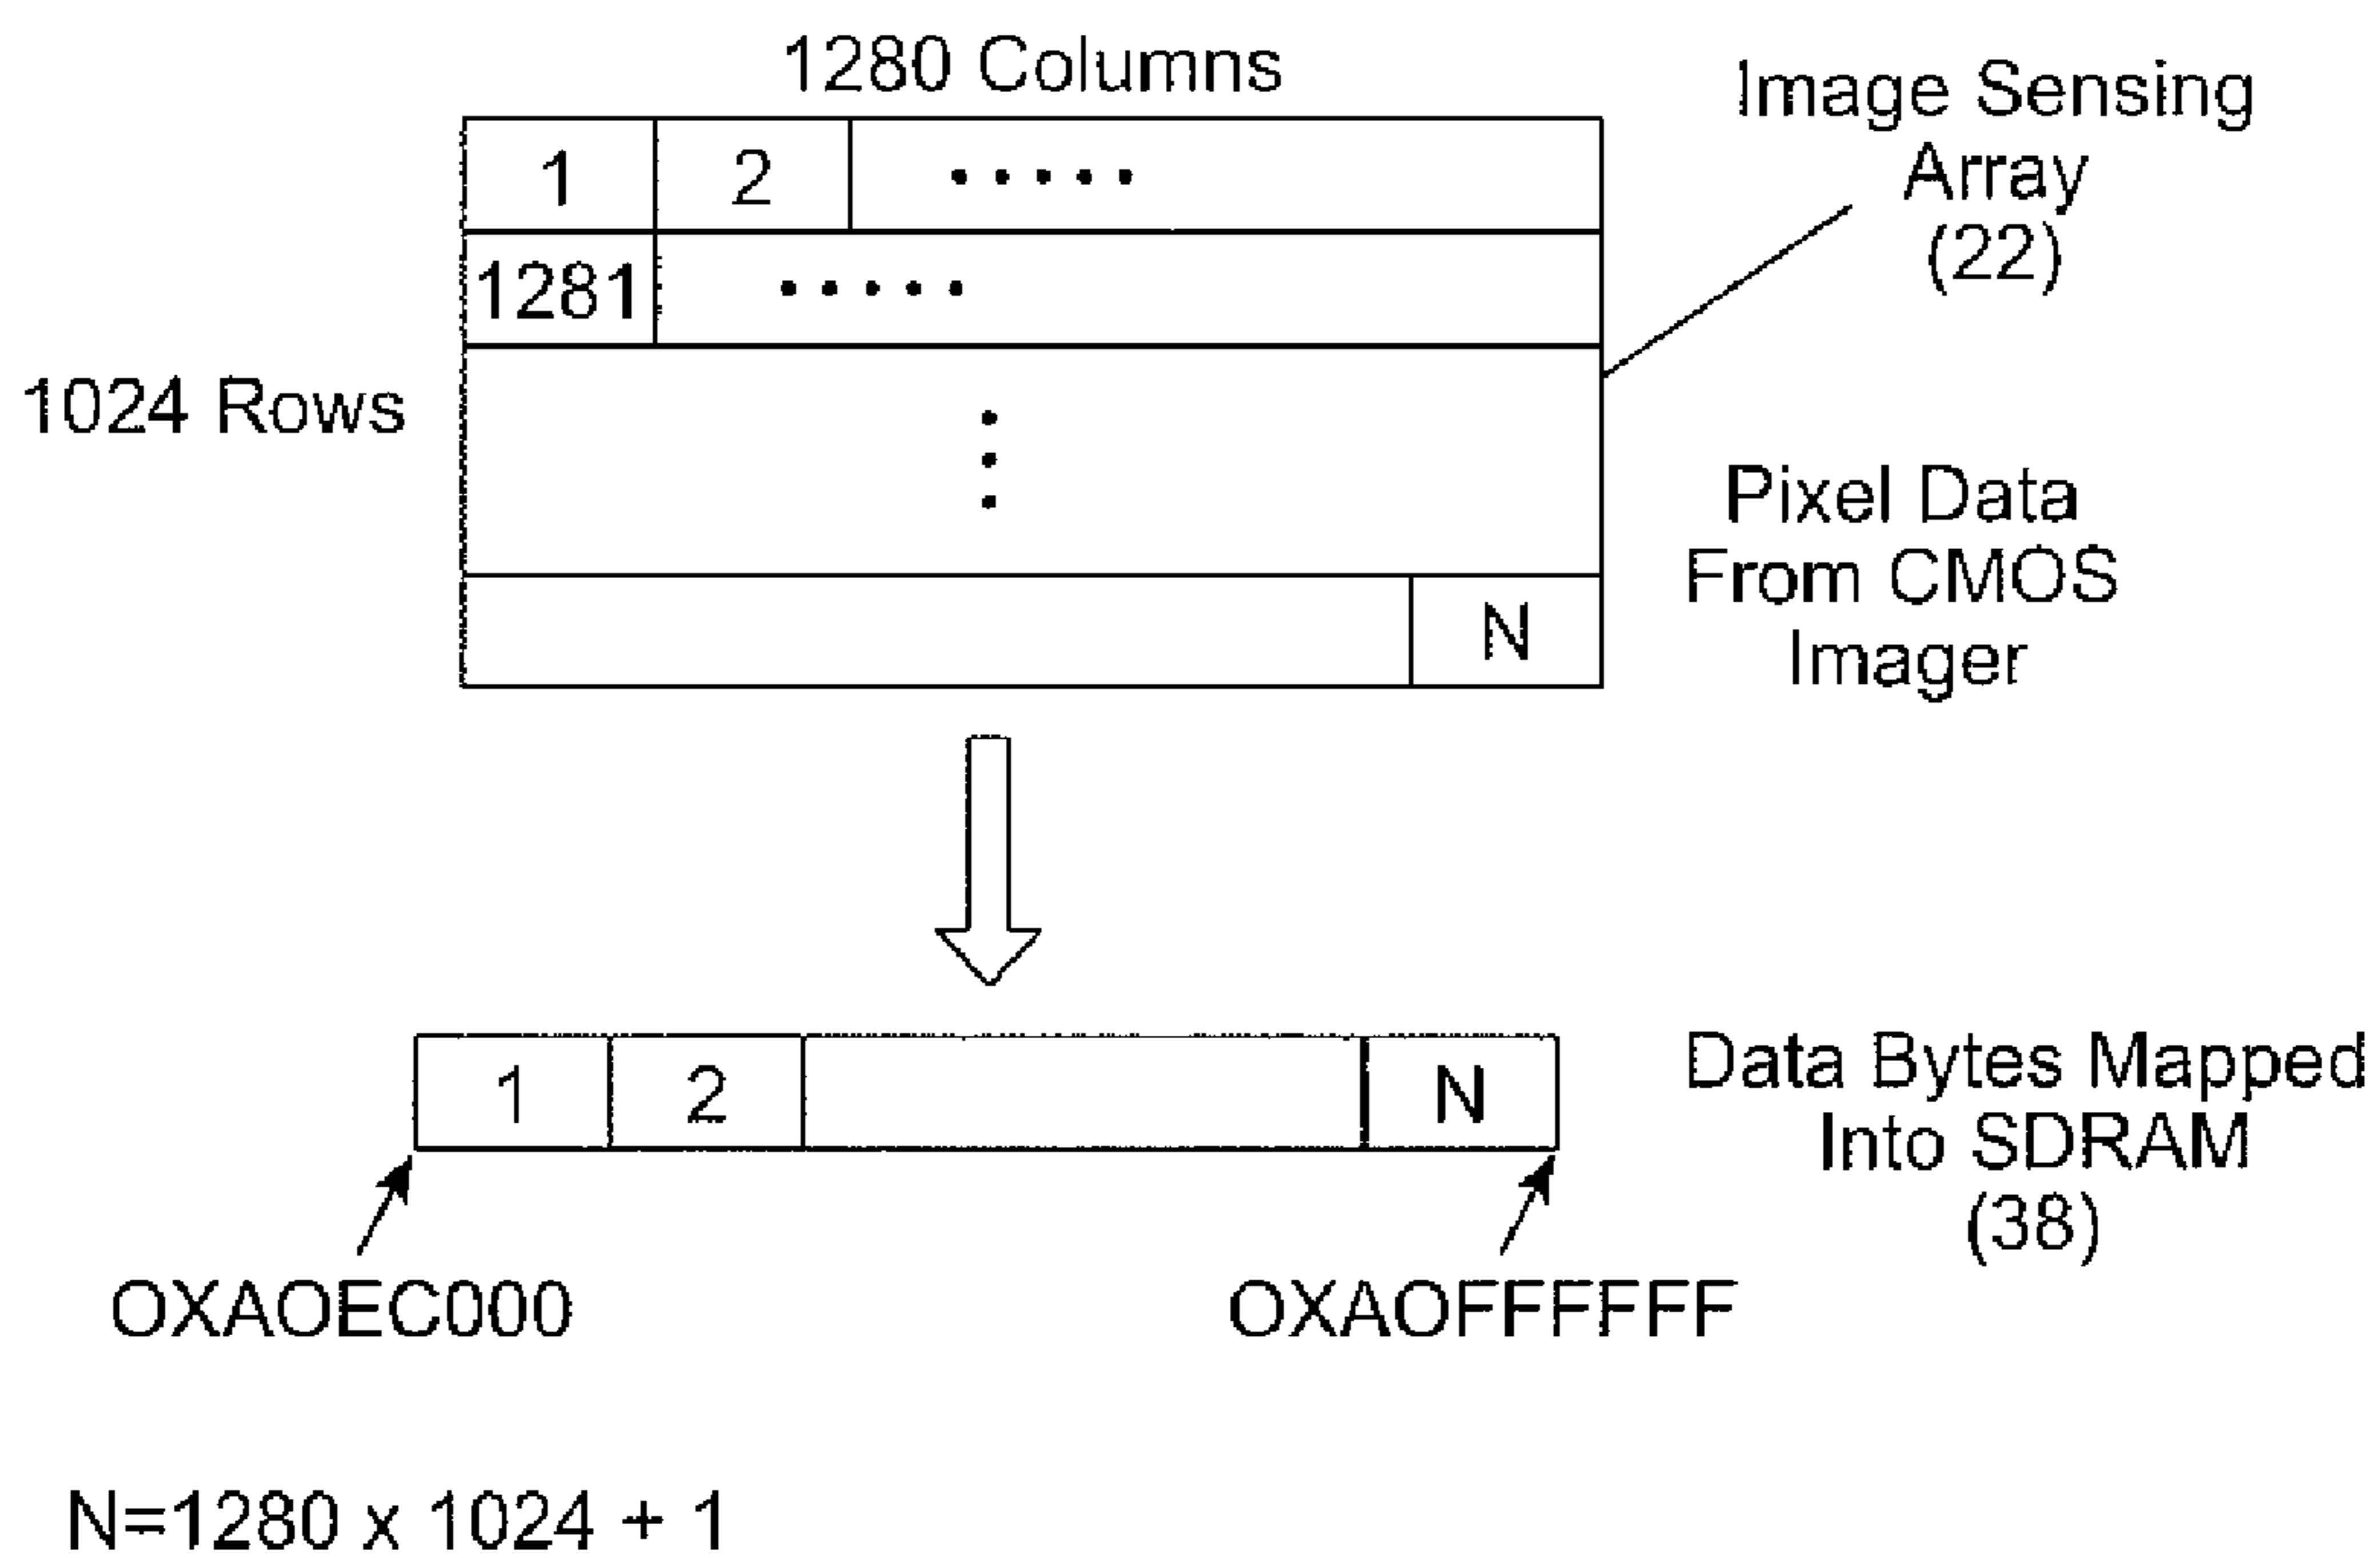 1280 Columns
Image Sensing
Array
(22)
1 2 .....
1281 .....
1024 Rows
N
Pixel Data
From CMOS
Imager
1 2 N
Data Bytes Mapped
Into SDRAM
(38)
OXAOEC000
OXAOFFFFFF
N=1280 x 1024 + 1